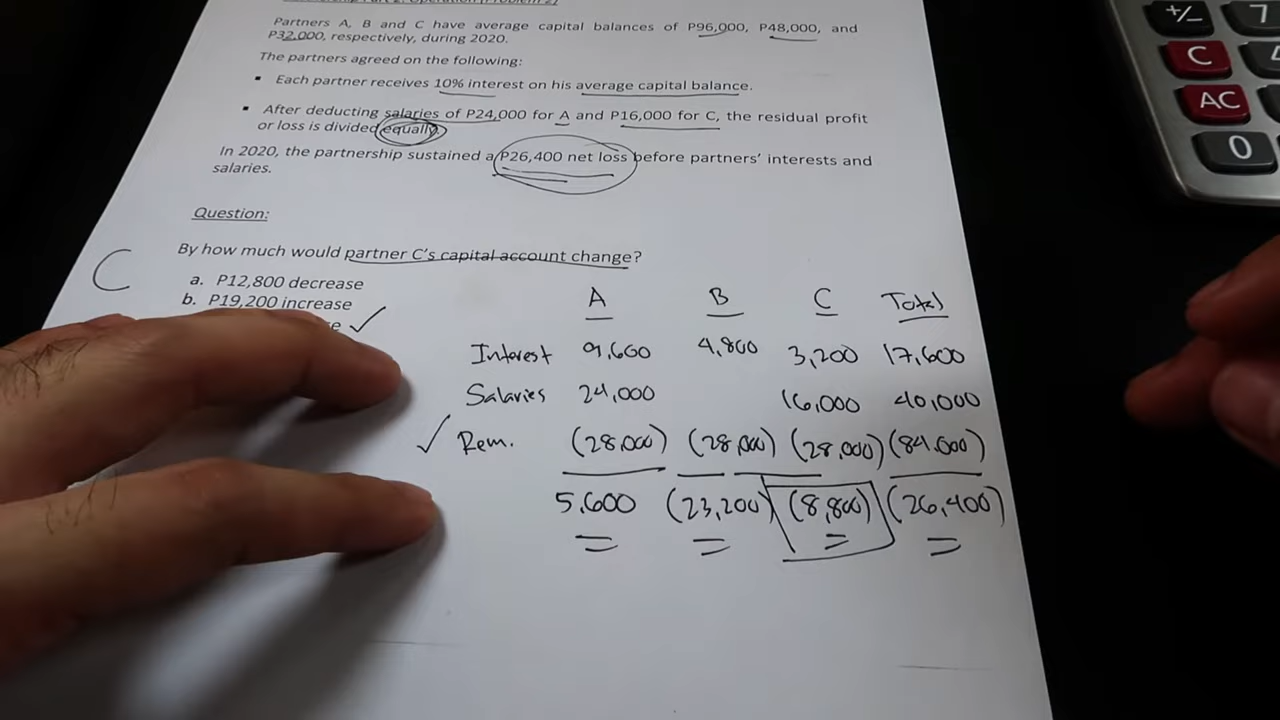 Partners A, B and C have average capital balances of P96,000, P48,000, and
P32,000, respectively, during 2020.
The partners agreed on the following:
▪ Each partner receives 10% interest on his average capital balance.
▪ After deducting salaries of P24,000 for A and P16,000 for C, the residual profit
or loss is divided equally.
In 2020, the partnership sustained a P26,400 net loss before partners' interests and
salaries.
Question:
By how much would partner C's capital account change?
C
a. P12,800 decrease
b. P19,200 increase
e ✓
A B C Total
Interest 9,600 4,800 3,200 17,600
Salaries 24,000 16,000 40,000
✓ Rem. (28,000) (28,000) (28,000) (84,000)
5,600 (23,200) (8,800) (26,400)
+/- 7
C
AC
0